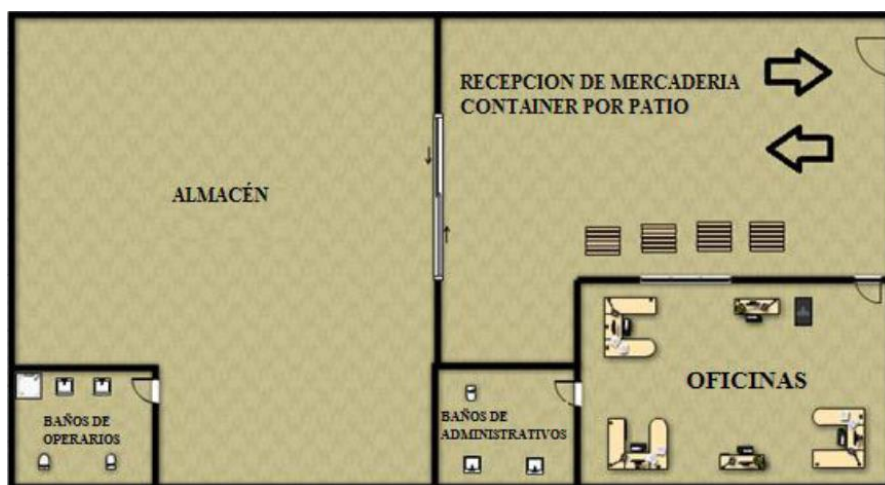 RECEPCION DE MERCADERIA
CONTAINER POR PATIO
ALMACÉN
OFICINAS
BAÑOS DE
OPERARIOS
BAÑOS DE
ADMINISTRATIVOS